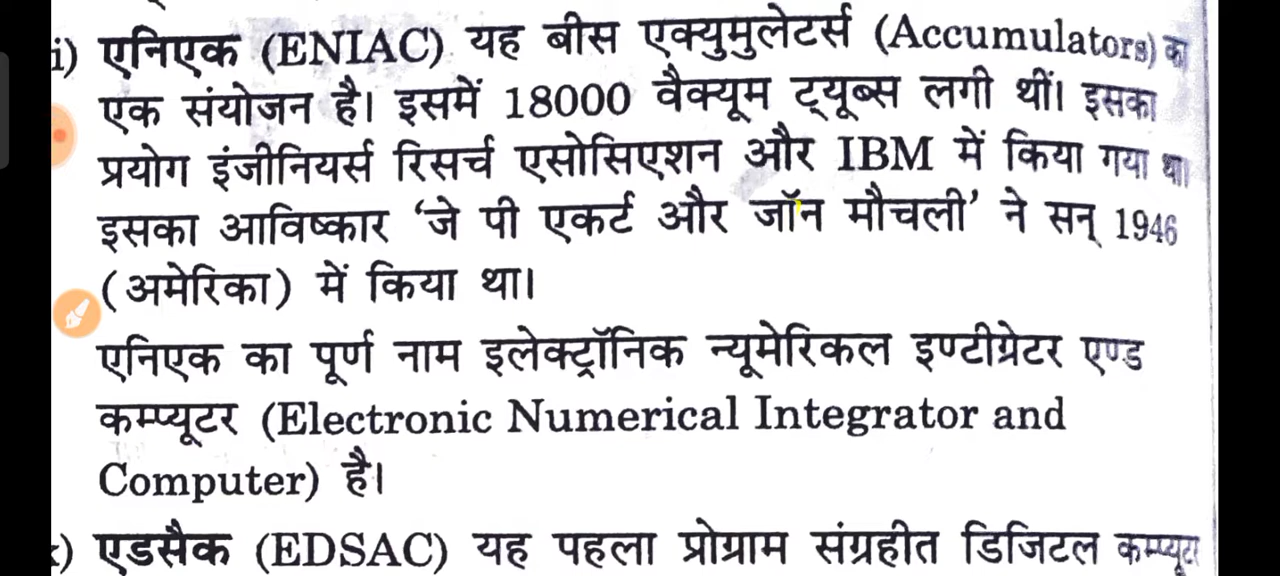 i) एनिएक (ENIAC) यह बीस एक्युमुलेटर्स (Accumulators) का
एक संयोजन है। इसमें 18000 वैक्यूम ट्यूब्स लगी थीं। इसका
प्रयोग इंजीनियर्स रिसर्च एसोसिएशन और IBM में किया गया था
इसका आविष्कार ‘जे पी एकर्ट और जॉन मौचली’ ने सन् 1946
(अमेरिका) में किया था।
एनिएक का पूर्ण नाम इलेक्ट्रॉनिक न्यूमेरिकल इण्टीग्रेटर एण्ड
कम्प्यूटर (Electronic Numerical Integrator and
Computer) है।
) एडसैक (EDSAC) यह पहला प्रोग्राम संग्रहीत डिजिटल कम्प्यूटर